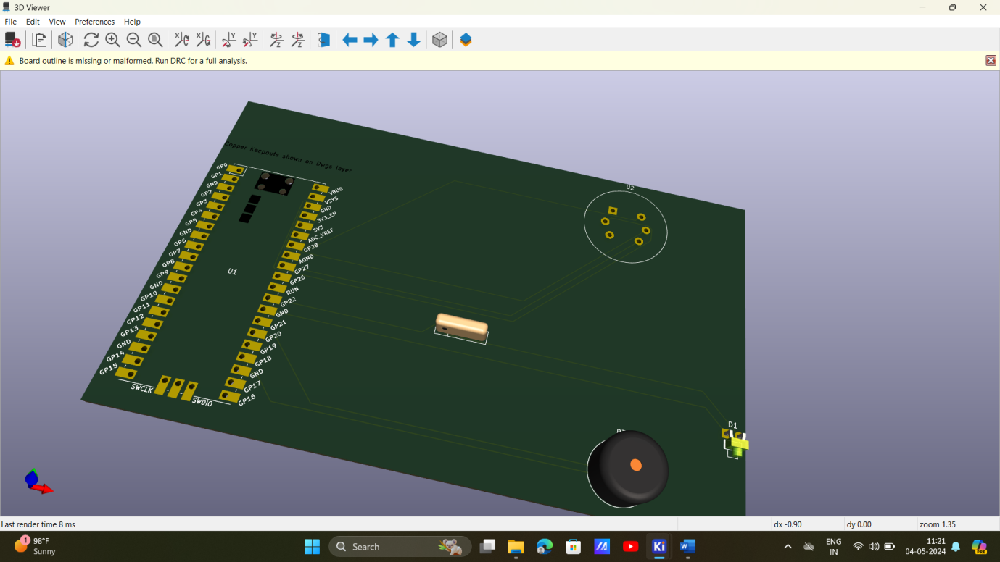 3D Viewer
File Edit View Preferences Help
Board outline is missing or malformed. Run DRC for a full analysis.
Copper Keepouts shown on Dwgs layer
GP0
GP1
GND
GP2
GP3
GP4
GP5
GND
GP6
GP7
GP8
GP9
GND
GP10
GP11
GP12
GP13
GND
GP14
GP15
VBUS
VSYS
GND
3V3_EN
3V3
ADC_VREF
GP28
AGND
GP27
GP26
RUN
GP22
GND
GP21
GP20
GP19
GP18
GND
GP17
GP16
SWCLK
SWDIO
U1
U2
D1
Last render time 8 ms
dx -0.90
dy 0.00
zoom 1.35
1
98°F
Sunny
Search
Ki
W
PRE
ENG
IN
11:21
04-05-2024